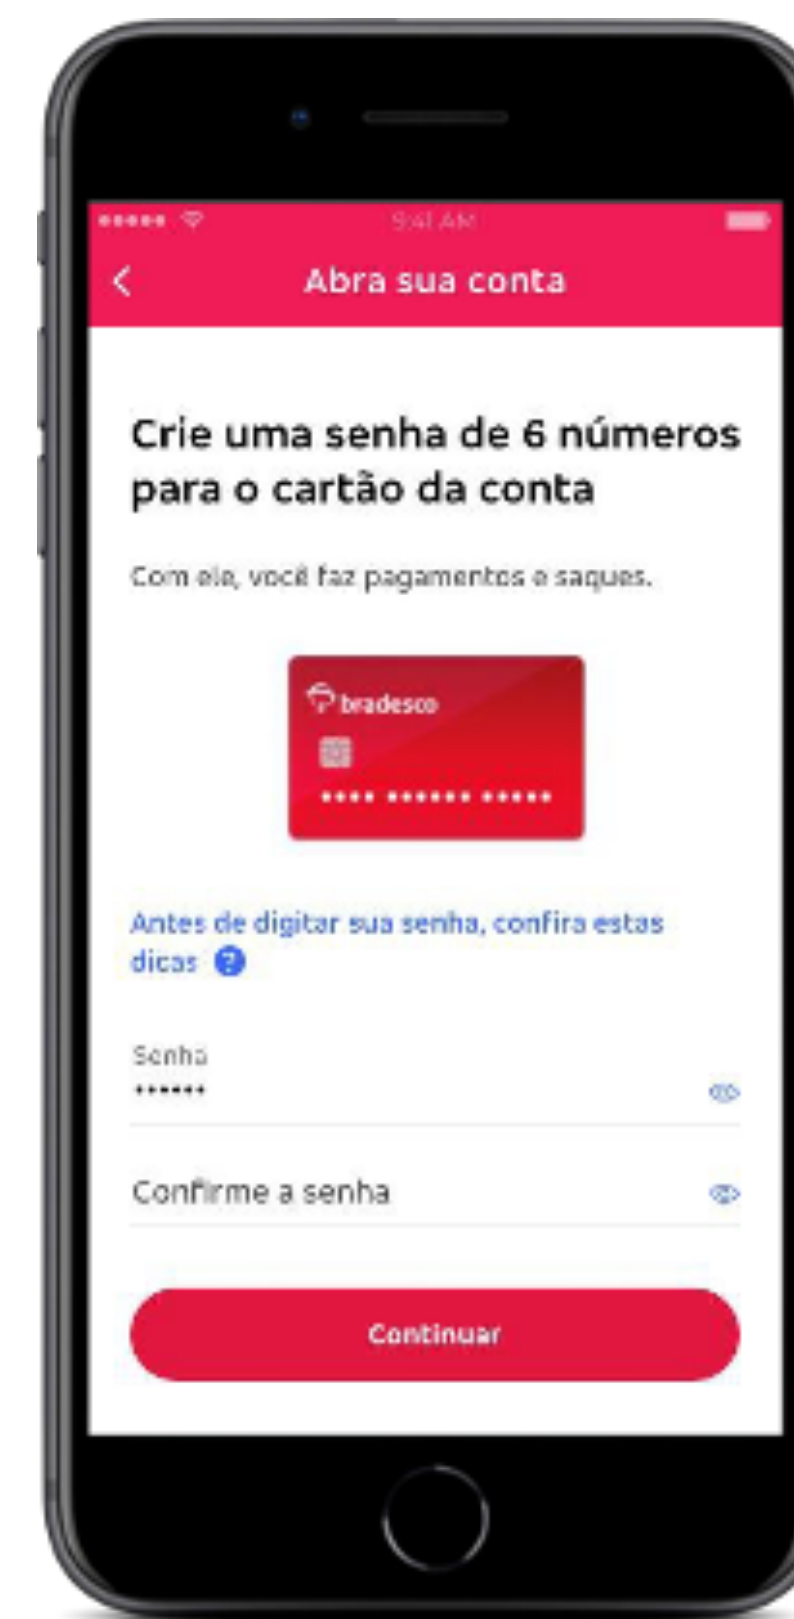 9:41 AM
Abra sua conta
Crie uma senha de 6 números
para o cartão da conta
Com ele, você faz pagamentos e saques.
bradesco
Antes de digitar sua senha, confira estas
dicas ?
Senha
••••••
Confirme a senha
Continuar